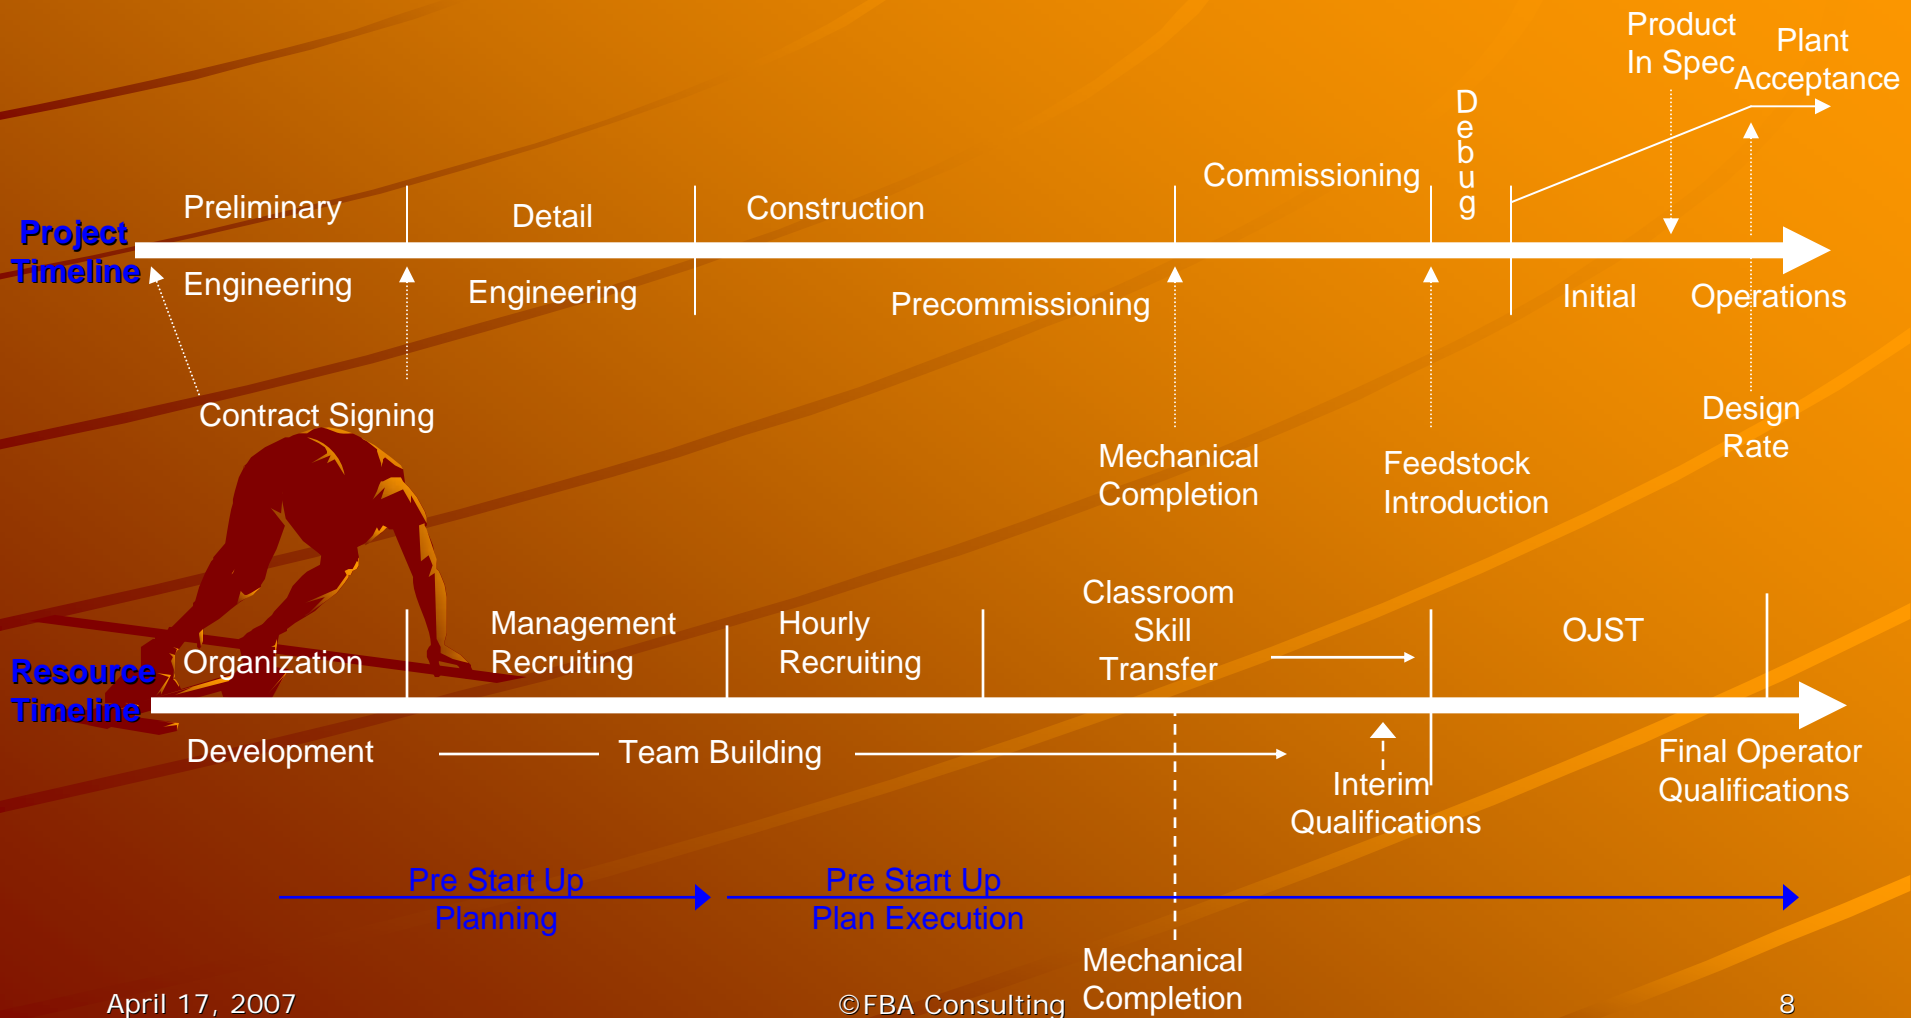 Product
In Spec
Plant
Acceptance
Debug
Commissioning
Preliminary
Detail
Construction
Project
Timeline
Engineering
Engineering
Precommissioning
Initial
Operations
Contract Signing
Design
Rate
Mechanical
Completion
Feedstock
Introduction
Classroom
Skill
Transfer
Management
Recruiting
Hourly
Recruiting
OJST
Organization
Resource
Timeline
Development
Team Building
Interim
Qualifications
Final Operator
Qualifications
Pre Start Up
Planning
Pre Start Up
Plan Execution
Mechanical
Completion
April 17, 2007
©FBA Consulting
8